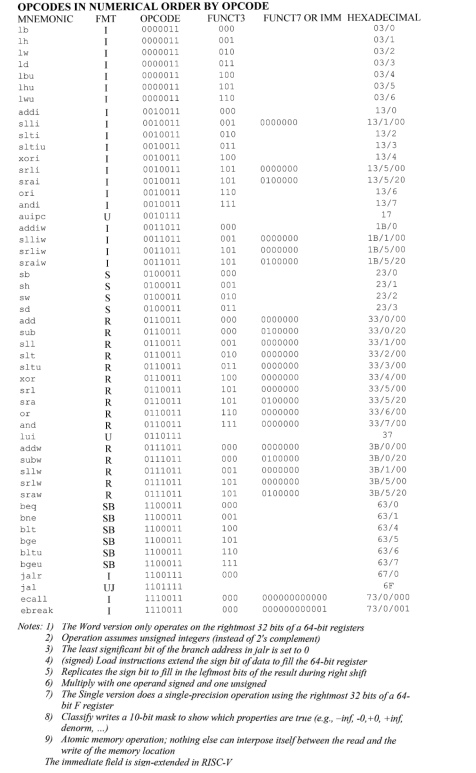 OPCODES IN NUMERICAL ORDER BY OPCODE
MNEMONIC FMT OPCODE FUNCT3 FUNCT7 OR IMM HEXADECIMAL
lb I 0000011 000 03/0
lh I 0000011 001 03/1
lw I 0000011 010 03/2
ld I 0000011 011 03/3
lbu I 0000011 100 03/4
lhu I 0000011 101 03/5
lwu I 0000011 110 03/6
addi I 0010011 000 13/0
slli I 0010011 001 0000000 13/1/00
slti I 0010011 010 13/2
sltiu I 0010011 011 13/3
xori I 0010011 100 13/4
srli I 0010011 101 0000000 13/5/00
srai I 0010011 101 0100000 13/5/20
ori I 0010011 110 13/6
andi I 0010011 111 13/7
auipc U 0010111 17
addiw I 0011011 000 1B/0
slliw I 0011011 001 0000000 1B/1/00
srliw I 0011011 101 0000000 1B/5/00
sraiw I 0011011 101 0100000 1B/5/20
sb S 0100011 000 23/0
sh S 0100011 001 23/1
sw S 0100011 010 23/2
sd S 0100011 011 23/3
add R 0110011 000 0000000 33/0/00
sub R 0110011 000 0100000 33/0/20
sll R 0110011 001 0000000 33/1/00
slt R 0110011 010 0000000 33/2/00
sltu R 0110011 011 0000000 33/3/00
xor R 0110011 100 0000000 33/4/00
srl R 0110011 101 0000000 33/5/00
sra R 0110011 101 0100000 33/5/20
or R 0110011 110 0000000 33/6/00
and R 0110011 111 0000000 33/7/00
lui U 0110111 37
addw R 0111011 000 0000000 3B/0/00
subw R 0111011 000 0100000 3B/0/20
sllw R 0111011 001 0000000 3B/1/00
srlw R 0111011 101 0000000 3B/5/00
sraw R 0111011 101 0100000 3B/5/20
beq SB 1100011 000 63/0
bne SB 1100011 001 63/1
blt SB 1100011 100 63/4
bge SB 1100011 101 63/5
bltu SB 1100011 110 63/6
bgeu SB 1100011 111 63/7
jalr I 1100111 000 67/0
jal UJ 1101111 6F
ecall I 1110011 000 000000000000 73/0/000
ebreak I 1110011 000 000000000001 73/0/001
Notes: 1) The Word version only operates on the rightmost 32 bits of a 64-bit registers
2) Operation assumes unsigned integers (instead of 2's complement)
3) The least significant bit of the branch address in jalr is set to 0
4) (signed) Load instructions extend the sign bit of data to fill the 64-bit register
5) Replicates the sign bit to fill in the leftmost bits of the result during right shift
6) Multiply with one operand signed and one unsigned
7) The Single version does a single-precision operation using the rightmost 32 bits of a 64-
bit F register
8) Classify writes a 10-bit mask to show which properties are true (e.g., –inf, -0,+0, +inf,
denorm, ...)
9) Atomic memory operation; nothing else can interpose itself between the read and the
write of the memory location
The immediate field is sign-extended in RISC-V